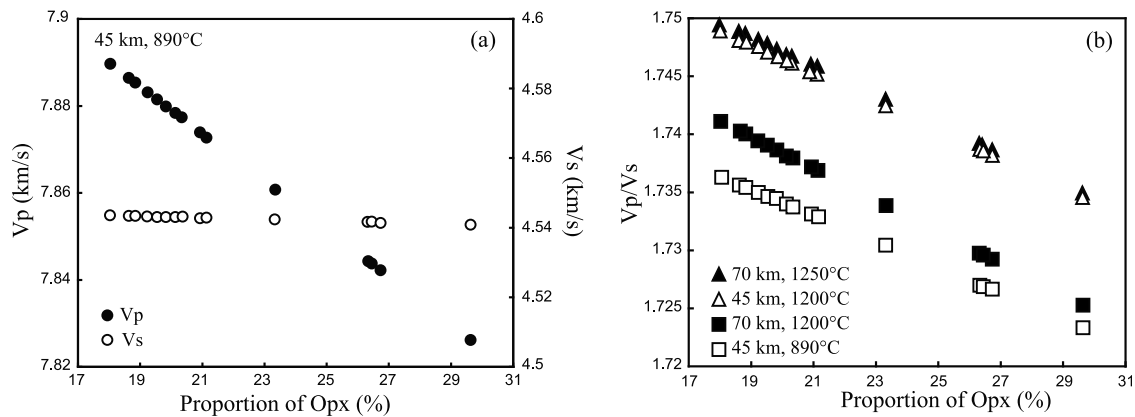 (a)
45 km, 890°C
7.9
7.88
7.86
7.84
7.82
Vp (km/s)
4.6
4.58
4.56
4.54
4.52
4.5
Vs (km/s)
Vp
Vs
17 19 21 23 25 27 29 31
Proportion of Opx (%)
(b)
1.75
1.745
1.74
1.735
1.73
1.725
1.72
Vp/Vs
70 km, 1250°C
45 km, 1200°C
70 km, 1200°C
45 km, 890°C
17 19 21 23 25 27 29 31
Proportion of Opx (%)